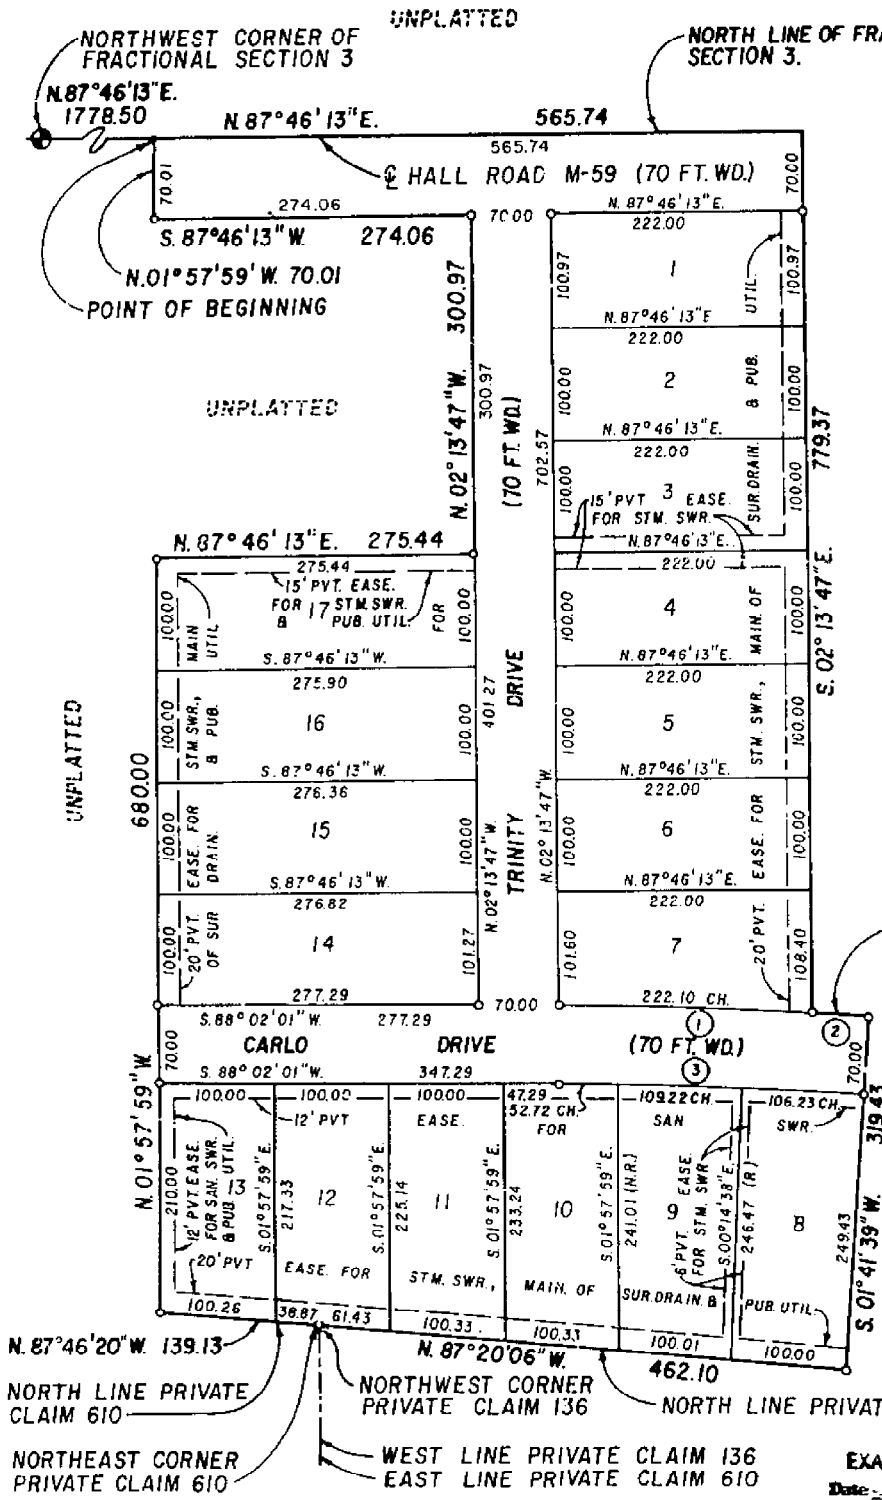 UNPLATTED
NORTHWEST CORNER OF
FRACTIONAL SECTION 3
NORTH LINE OF FRA
SECTION 3.
N.87°46'13"E.
1778.50
N.87°46'13"E.
565.74
565.74
℄ HALL ROAD M-59 (70 FT. WD.)
70.01
70.00
274.06
70.00
N. 87°46'13"E.
S. 87°46'13"W. 274.06
222.00
N.01°57'59'W. 70.01
POINT OF BEGINNING
1
100.97
100.97
UTIL.
N.87°46'13"E
222.00
2
100.00
100.00
& PUB.
UNPLATTED
N. 87°46'13"E.
222.00
3
100.00
100.00
SUR.DRAIN.
15' PVT EASE.
FOR STM. SWR.
N.87°46'13"E.
222.00
N. 02°13'47"W. 300.97
300.97
(70 FT. WD.)
702.57
779.37
S. 02°13'47"E.
N. 87°46'13"E. 275.44
275.44
15' PVT. EASE.
FOR 17 STM.SWR.
& PUB. UTIL.
FOR
100.00
100.00
MAIN
UTIL
S. 87°46'13"W.
4
100.00
MAIN OF
100.00
N.87°46'13"E.
222.00
275.90
16
100.00
100.00
STM. SWR.,
& PUB.
S. 87°46'13"W.
5
100.00
STM. SWR.,
100.00
N. 87°46'13"E.
222.00
UNPLATTED
680.00
401.27
DRIVE
276.36
15
100.00
100.00
EASE. FOR
DRAIN.
S.87°46'13"W.
6
100.00
EASE. FOR
100.00
N.87°46'13"E.
222.00
N.02°13'47"W.
TRINITY
N.02°13'47"W.
276.82
14
100.00
101.27
20' PVT.
OF SUR
277.29
7
101.60
20' PVT.
108.40
222.10 CH.
70.00
S.88°02'01"W. 277.29
1
2
CARLO DRIVE (70 FT. WD.)
70.00
70.00
S. 88°02'01"W. 347.29
3
N. 01°57'59"W.
319.43
100.00 100.00 100.00 47.29
52.72 CH.
109.22 CH.
106.23 CH.
12' PVT EASE. FOR SAN SWR.
210.00
12' PVT. EASE.
FOR SAN. SWR.
& PUB. UTIL.
13
S.01°57'59"E.
217.33
12
S.01°57'59"E
225.14
11
S.01°57'59"E.
233.24
10
S.01°57'59"E.
241.01 (N.R.)
9
6' PVT. EASE.
FOR STM. SWR
S.00°14'38"E.
246.47 (R)
8
249.43
S. 01°41'39"W.
20' PVT EASE. FOR STM. SWR., MAIN. OF SUR.DRAIN. & PUB. UTIL.
100.26
38.87 61.43
100.33
100.33
100.01
100.00
N. 87°46'20"W. 139.13
N. 87°20'06"W.
462.10
NORTH LINE PRIVATE
CLAIM 610
NORTHWEST CORNER
PRIVATE CLAIM 136
NORTH LINE PRIVAT
NORTHEAST CORNER
PRIVATE CLAIM 610
WEST LINE PRIVATE CLAIM 136
EAST LINE PRIVATE CLAIM 610
EXA
Date